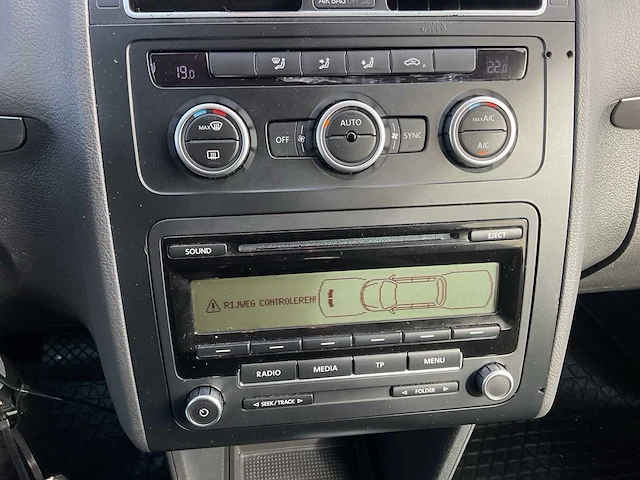 AIR BAG
19.0
22.0
MAX
OFF
AUTO
SYNC
MAX A/C
A/C
SOUND
EJECT
RIJWEG CONTROLEREN!
RADIO
MEDIA
TP
MENU
SEEK/TRACK
FOLDER